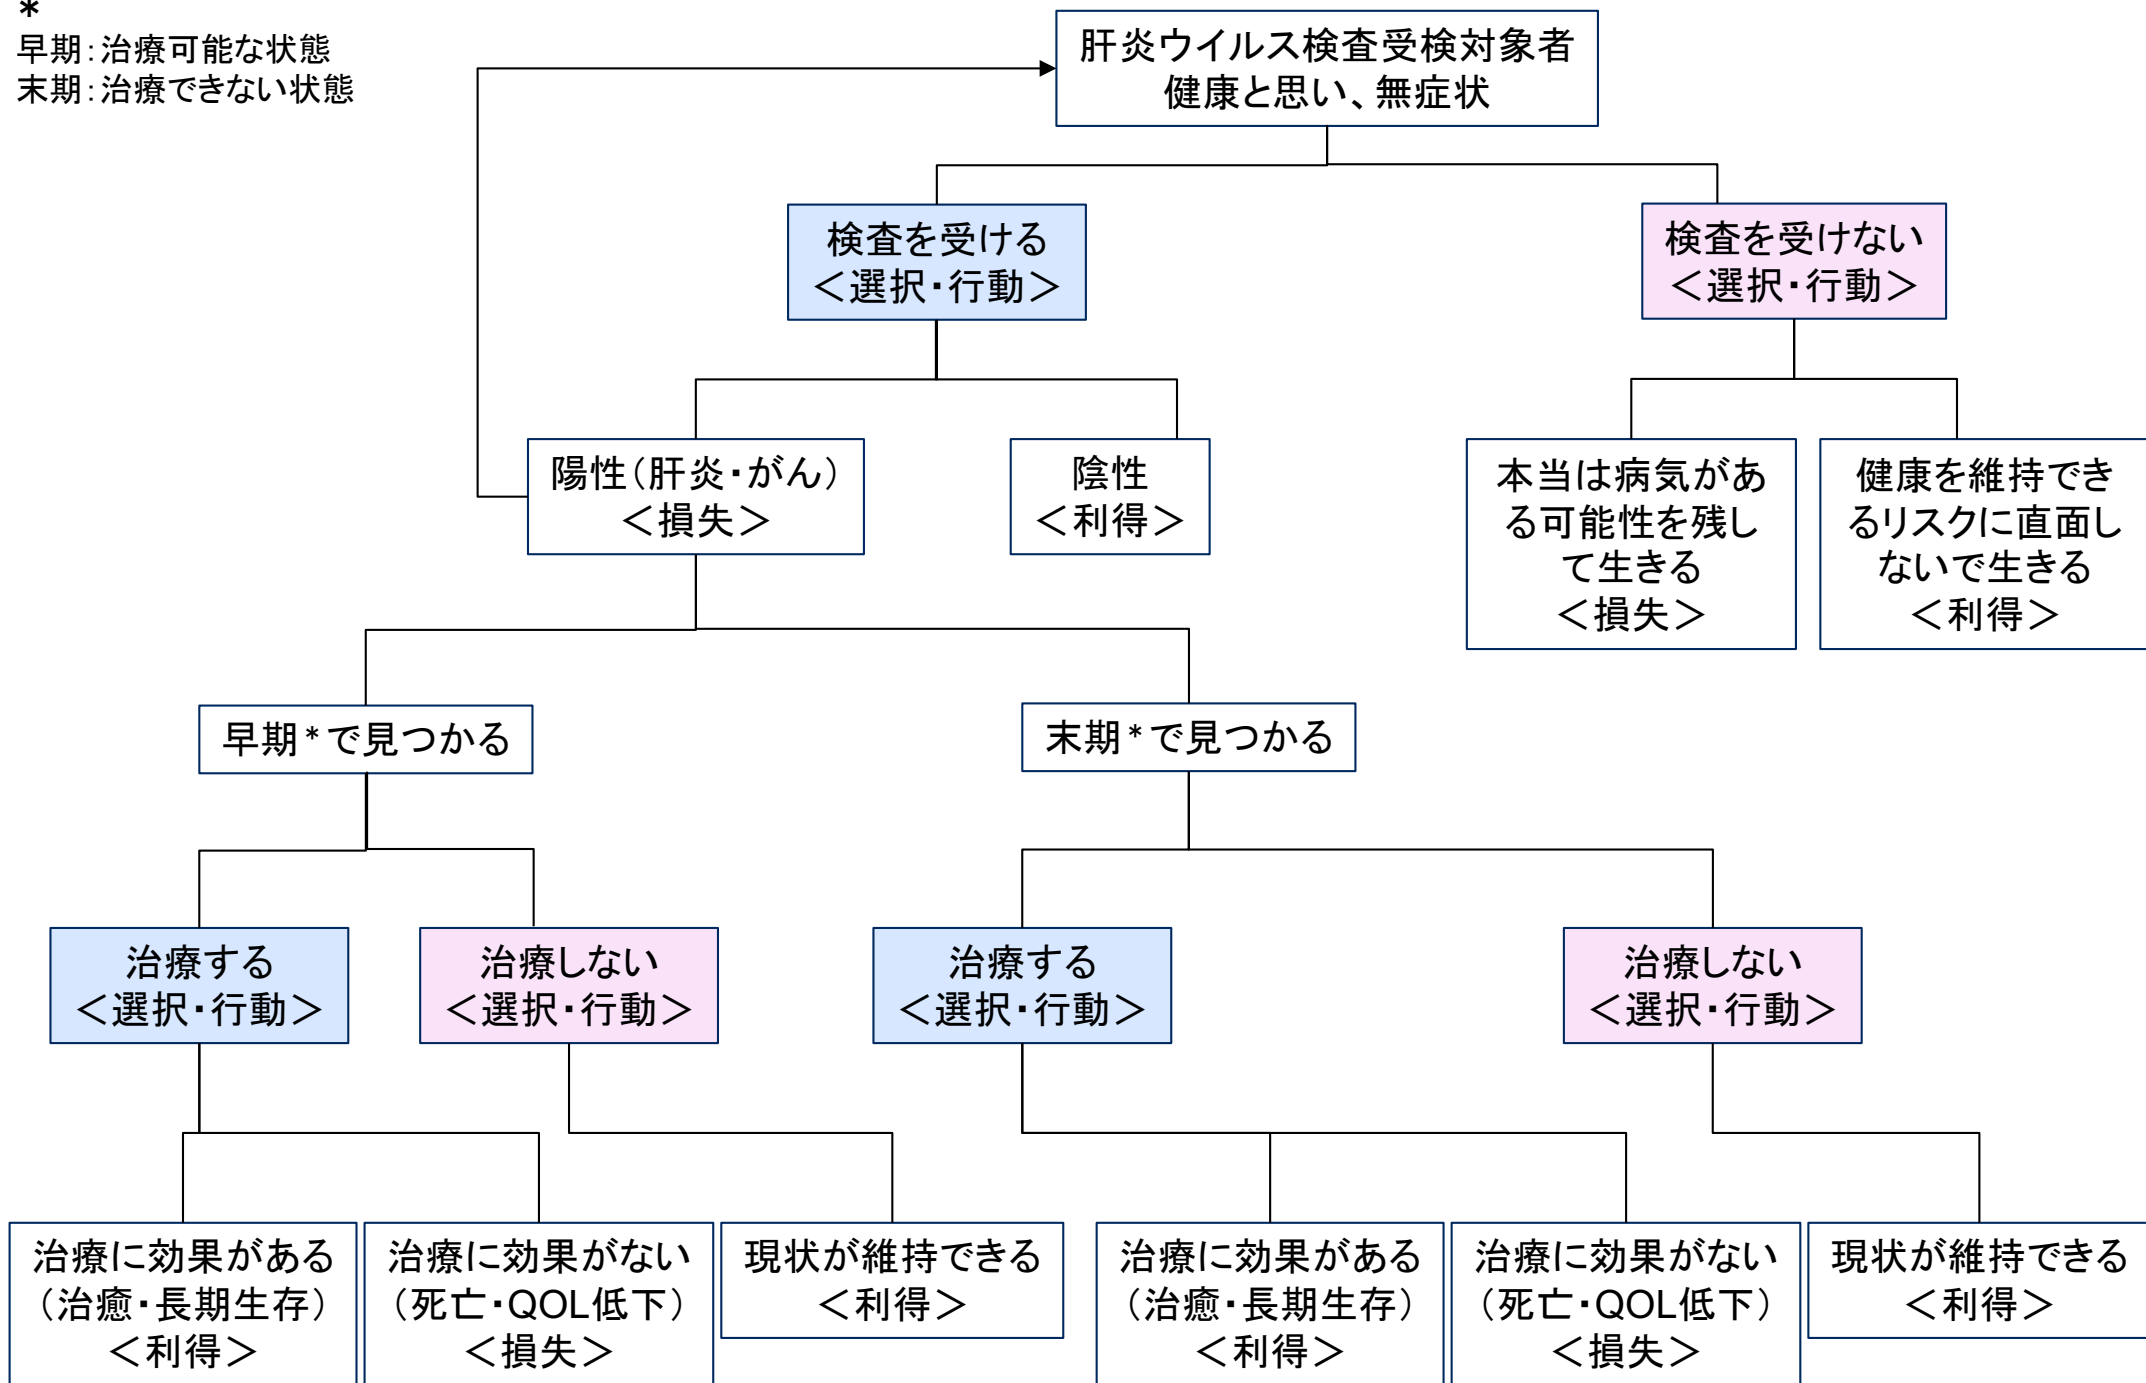 *
早期：治療可能な状態
末期：治療できない状態
肝炎ウイルス検査受検対象者
健康と思い、無症状
検査を受ける
＜選択・行動＞
検査を受けない
＜選択・行動＞
陽性（肝炎・がん）
＜損失＞
陰性
＜利得＞
本当は病気があ
る可能性を残し
て生きる
＜損失＞
健康を維持でき
るリスクに直面し
ないで生きる
＜利得＞
早期*で見つかる
末期*で見つかる
治療する
＜選択・行動＞
治療しない
＜選択・行動＞
治療する
＜選択・行動＞
治療しない
＜選択・行動＞
治療に効果がある
（治癒・長期生存）
＜利得＞
治療に効果がない
（死亡・QOL低下）
＜損失＞
現状が維持できる
＜利得＞
治療に効果がある
（治癒・長期生存）
＜利得＞
治療に効果がない
（死亡・QOL低下）
＜損失＞
現状が維持できる
＜利得＞